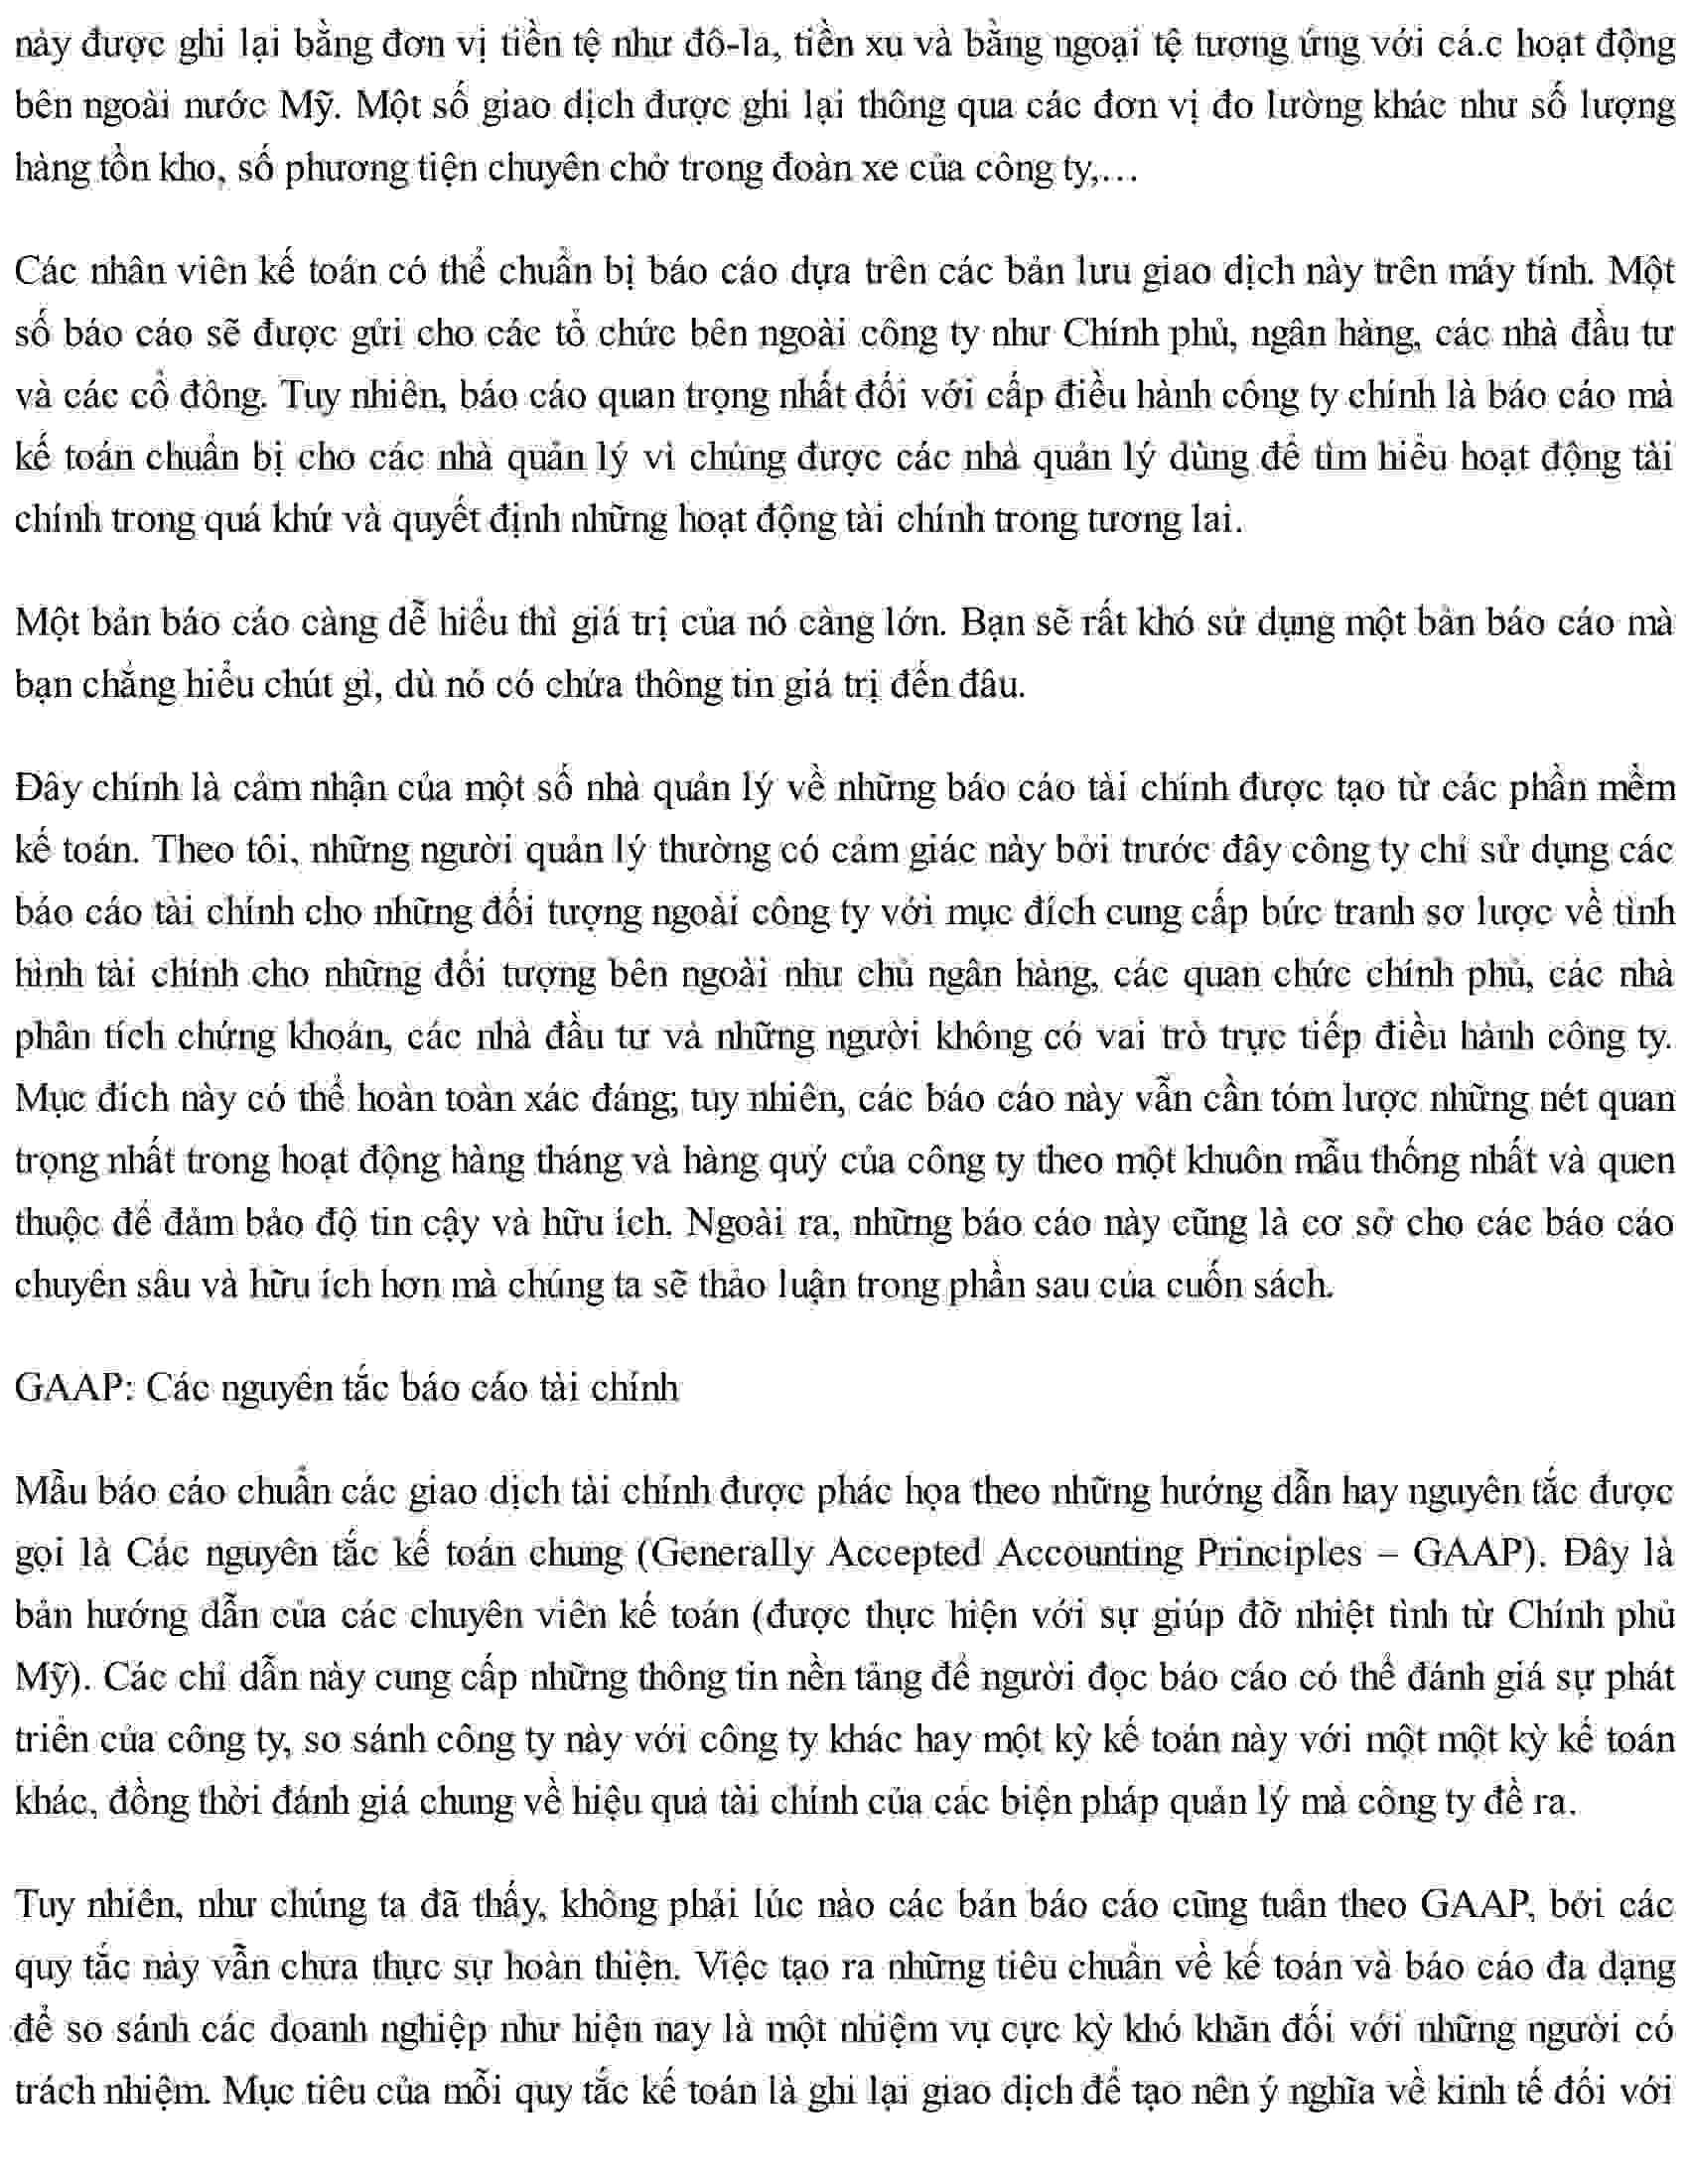 này được ghi lại bằng đơn vị tiền tệ như đô-la, tiền xu và bằng ngoại tệ tương ứng với cá.c hoạt động
bên ngoài nước Mỹ. Một số giao dịch được ghi lại thông qua các đơn vị đo lường khác như số lượng
hàng tồn kho, số phương tiện chuyên chở trong đoàn xe của công ty,…
Các nhân viên kế toán có thể chuẩn bị báo cáo dựa trên các bản lưu giao dịch này trên máy tính. Một
số báo cáo sẽ được gửi cho các tổ chức bên ngoài công ty như Chính phủ, ngân hàng, các nhà đầu tư
và các cổ đông. Tuy nhiên, báo cáo quan trọng nhất đối với cấp điều hành công ty chính là báo cáo mà
kế toán chuẩn bị cho các nhà quản lý vì chúng được các nhà quản lý dùng để tìm hiểu hoạt động tài
chính trong quá khứ và quyết định những hoạt động tài chính trong tương lai.
Một bản báo cáo càng dễ hiểu thì giá trị của nó càng lớn. Bạn sẽ rất khó sử dụng một bản báo cáo mà
bạn chẳng hiểu chút gì, dù nó có chứa thông tin giá trị đến đâu.
Đây chính là cảm nhận của một số nhà quản lý về những báo cáo tài chính được tạo từ các phần mềm
kế toán. Theo tôi, những người quản lý thường có cảm giác này bởi trước đây công ty chỉ sử dụng các
báo cáo tài chính cho những đối tượng ngoài công ty với mục đích cung cấp bức tranh sơ lược về tình
hình tài chính cho những đối tượng bên ngoài như chủ ngân hàng, các quan chức chính phủ, các nhà
phân tích chứng khoán, các nhà đầu tư và những người không có vai trò trực tiếp điều hành công ty.
Mục đích này có thể hoàn toàn xác đáng; tuy nhiên, các báo cáo này vẫn cần tóm lược những nét quan
trọng nhất trong hoạt động hàng tháng và hàng quý của công ty theo một khuôn mẫu thống nhất và quen
thuộc để đảm bảo độ tin cậy và hữu ích. Ngoài ra, những báo cáo này cũng là cơ sở cho các báo cáo
chuyên sâu và hữu ích hơn mà chúng ta sẽ thảo luận trong phần sau của cuốn sách.
GAAP: Các nguyên tắc báo cáo tài chính
Mẫu báo cáo chuẩn các giao dịch tài chính được phác họa theo những hướng dẫn hay nguyên tắc được
gọi là Các nguyên tắc kế toán chung (Generally Accepted Accounting Principles – GAAP). Đây là
bản hướng dẫn của các chuyên viên kế toán (được thực hiện với sự giúp đỡ nhiệt tình từ Chính phủ
Mỹ). Các chỉ dẫn này cung cấp những thông tin nền tảng để người đọc báo cáo có thể đánh giá sự phát
triển của công ty, so sánh công ty này với công ty khác hay một kỳ kế toán này với một một kỳ kế toán
khác, đồng thời đánh giá chung về hiệu quả tài chính của các biện pháp quản lý mà công ty đề ra.
Tuy nhiên, như chúng ta đã thấy, không phải lúc nào các bản báo cáo cũng tuân theo GAAP, bởi các
quy tắc này vẫn chưa thực sự hoàn thiện. Việc tạo ra những tiêu chuẩn về kế toán và báo cáo đa dạng
để so sánh các doanh nghiệp như hiện nay là một nhiệm vụ cực kỳ khó khăn đối với những người có
trách nhiệm. Mục tiêu của mỗi quy tắc kế toán là ghi lại giao dịch để tạo nên ý nghĩa về kinh tế đối với